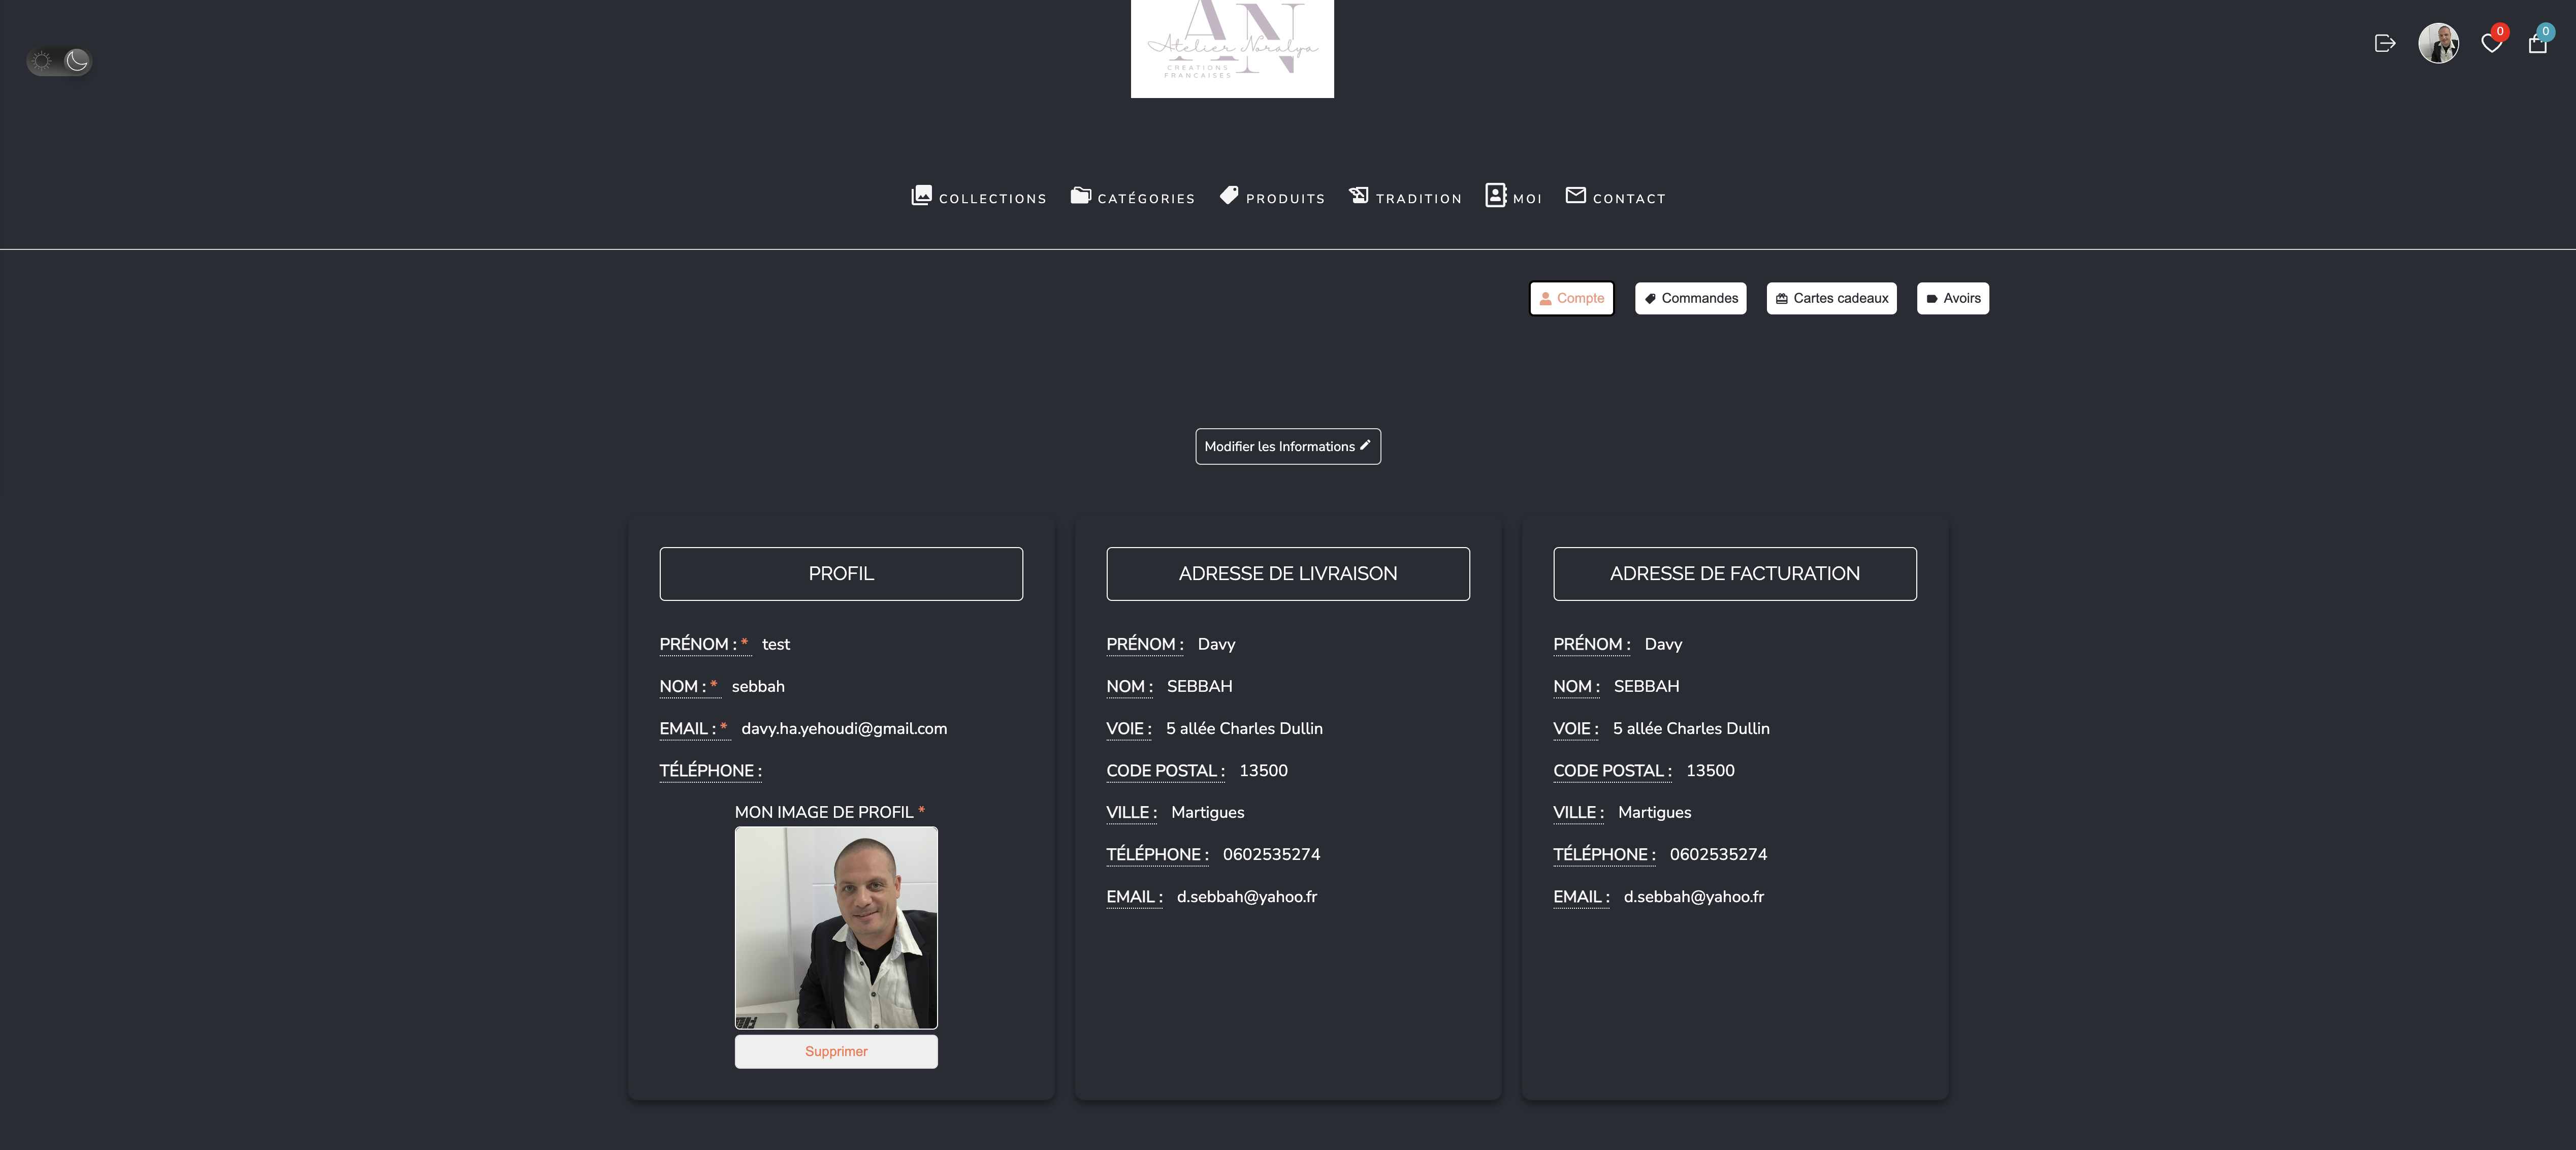 AN
Atelier Noralya
CREATIONS
FRANCAISES
0
0
COLLECTIONS CATÉGORIES PRODUITS TRADITION MOI CONTACT
Compte Commandes Cartes cadeaux Avoirs
Modifier les Informations
PROFIL
PRÉNOM : * test
NOM : * sebbah
EMAIL : * davy.ha.yehoudi@gmail.com
TÉLÉPHONE :
MON IMAGE DE PROFIL *
Supprimer
ADRESSE DE LIVRAISON
PRÉNOM : Davy
NOM : SEBBAH
VOIE : 5 allée Charles Dullin
CODE POSTAL : 13500
VILLE : Martigues
TÉLÉPHONE : 0602535274
EMAIL : d.sebbah@yahoo.fr
ADRESSE DE FACTURATION
PRÉNOM : Davy
NOM : SEBBAH
VOIE : 5 allée Charles Dullin
CODE POSTAL : 13500
VILLE : Martigues
TÉLÉPHONE : 0602535274
EMAIL : d.sebbah@yahoo.fr